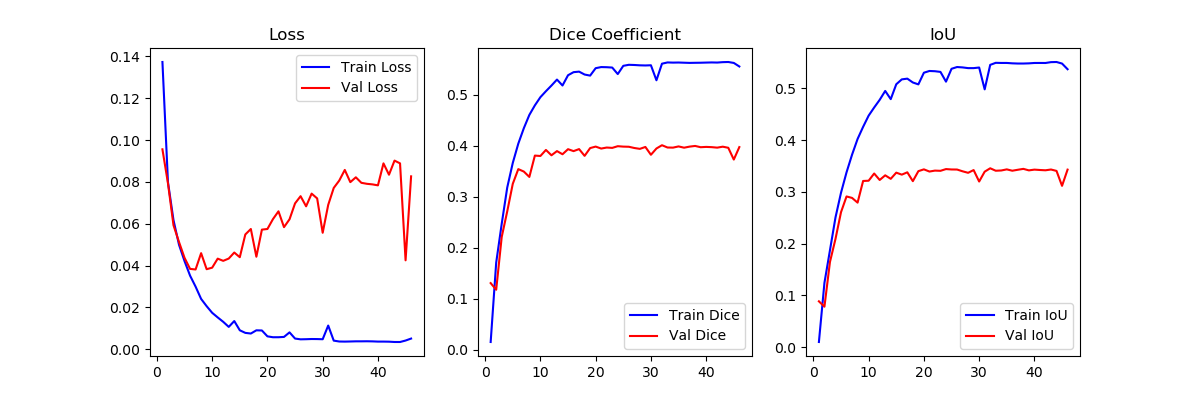 Loss
0.14
0.12
0.10
0.08
0.06
0.04
0.02
0.00
0 10 20 30 40
Train Loss
Val Loss
Dice Coefficient
0.5
0.4
0.3
0.2
0.1
0.0
0 10 20 30 40
Train Dice
Val Dice
IoU
0.5
0.4
0.3
0.2
0.1
0.0
0 10 20 30 40
Train IoU
Val IoU